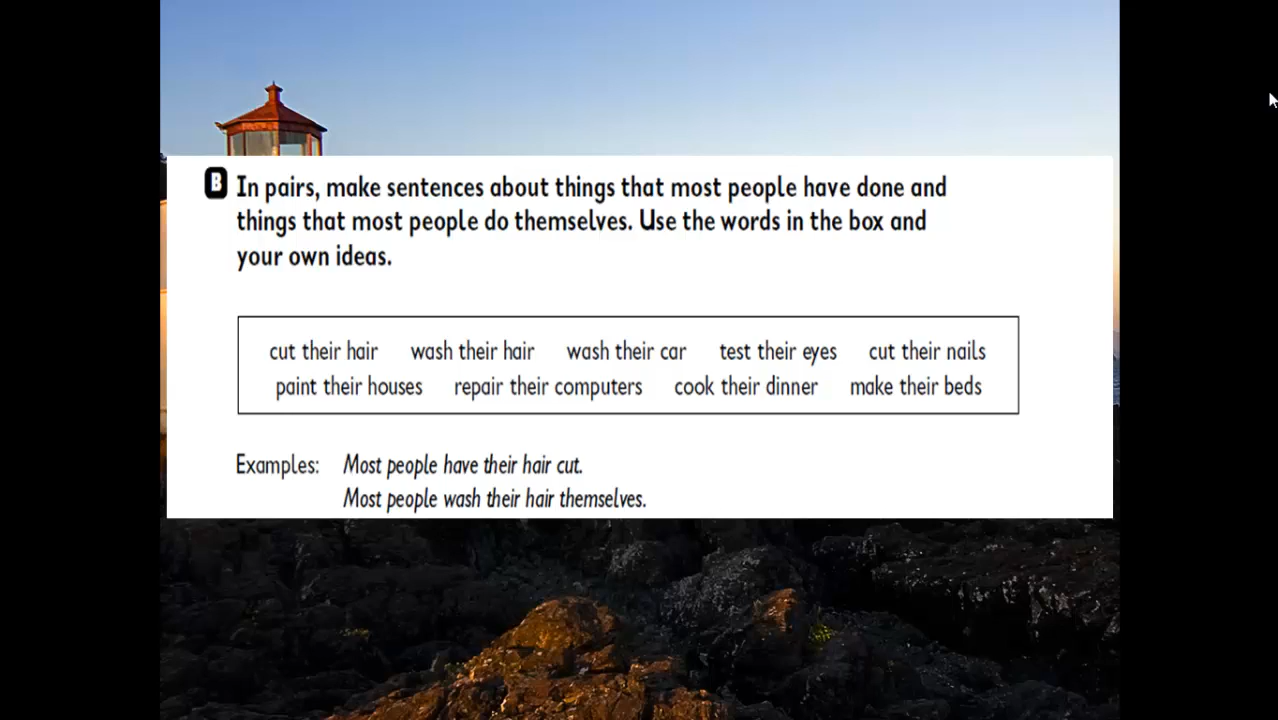 B In pairs, make sentences about things that most people have done and
things that most people do themselves. Use the words in the box and
your own ideas.
cut their hair wash their hair wash their car test their eyes cut their nails
paint their houses repair their computers cook their dinner make their beds
Examples: Most people have their hair cut.
Most people wash their hair themselves.